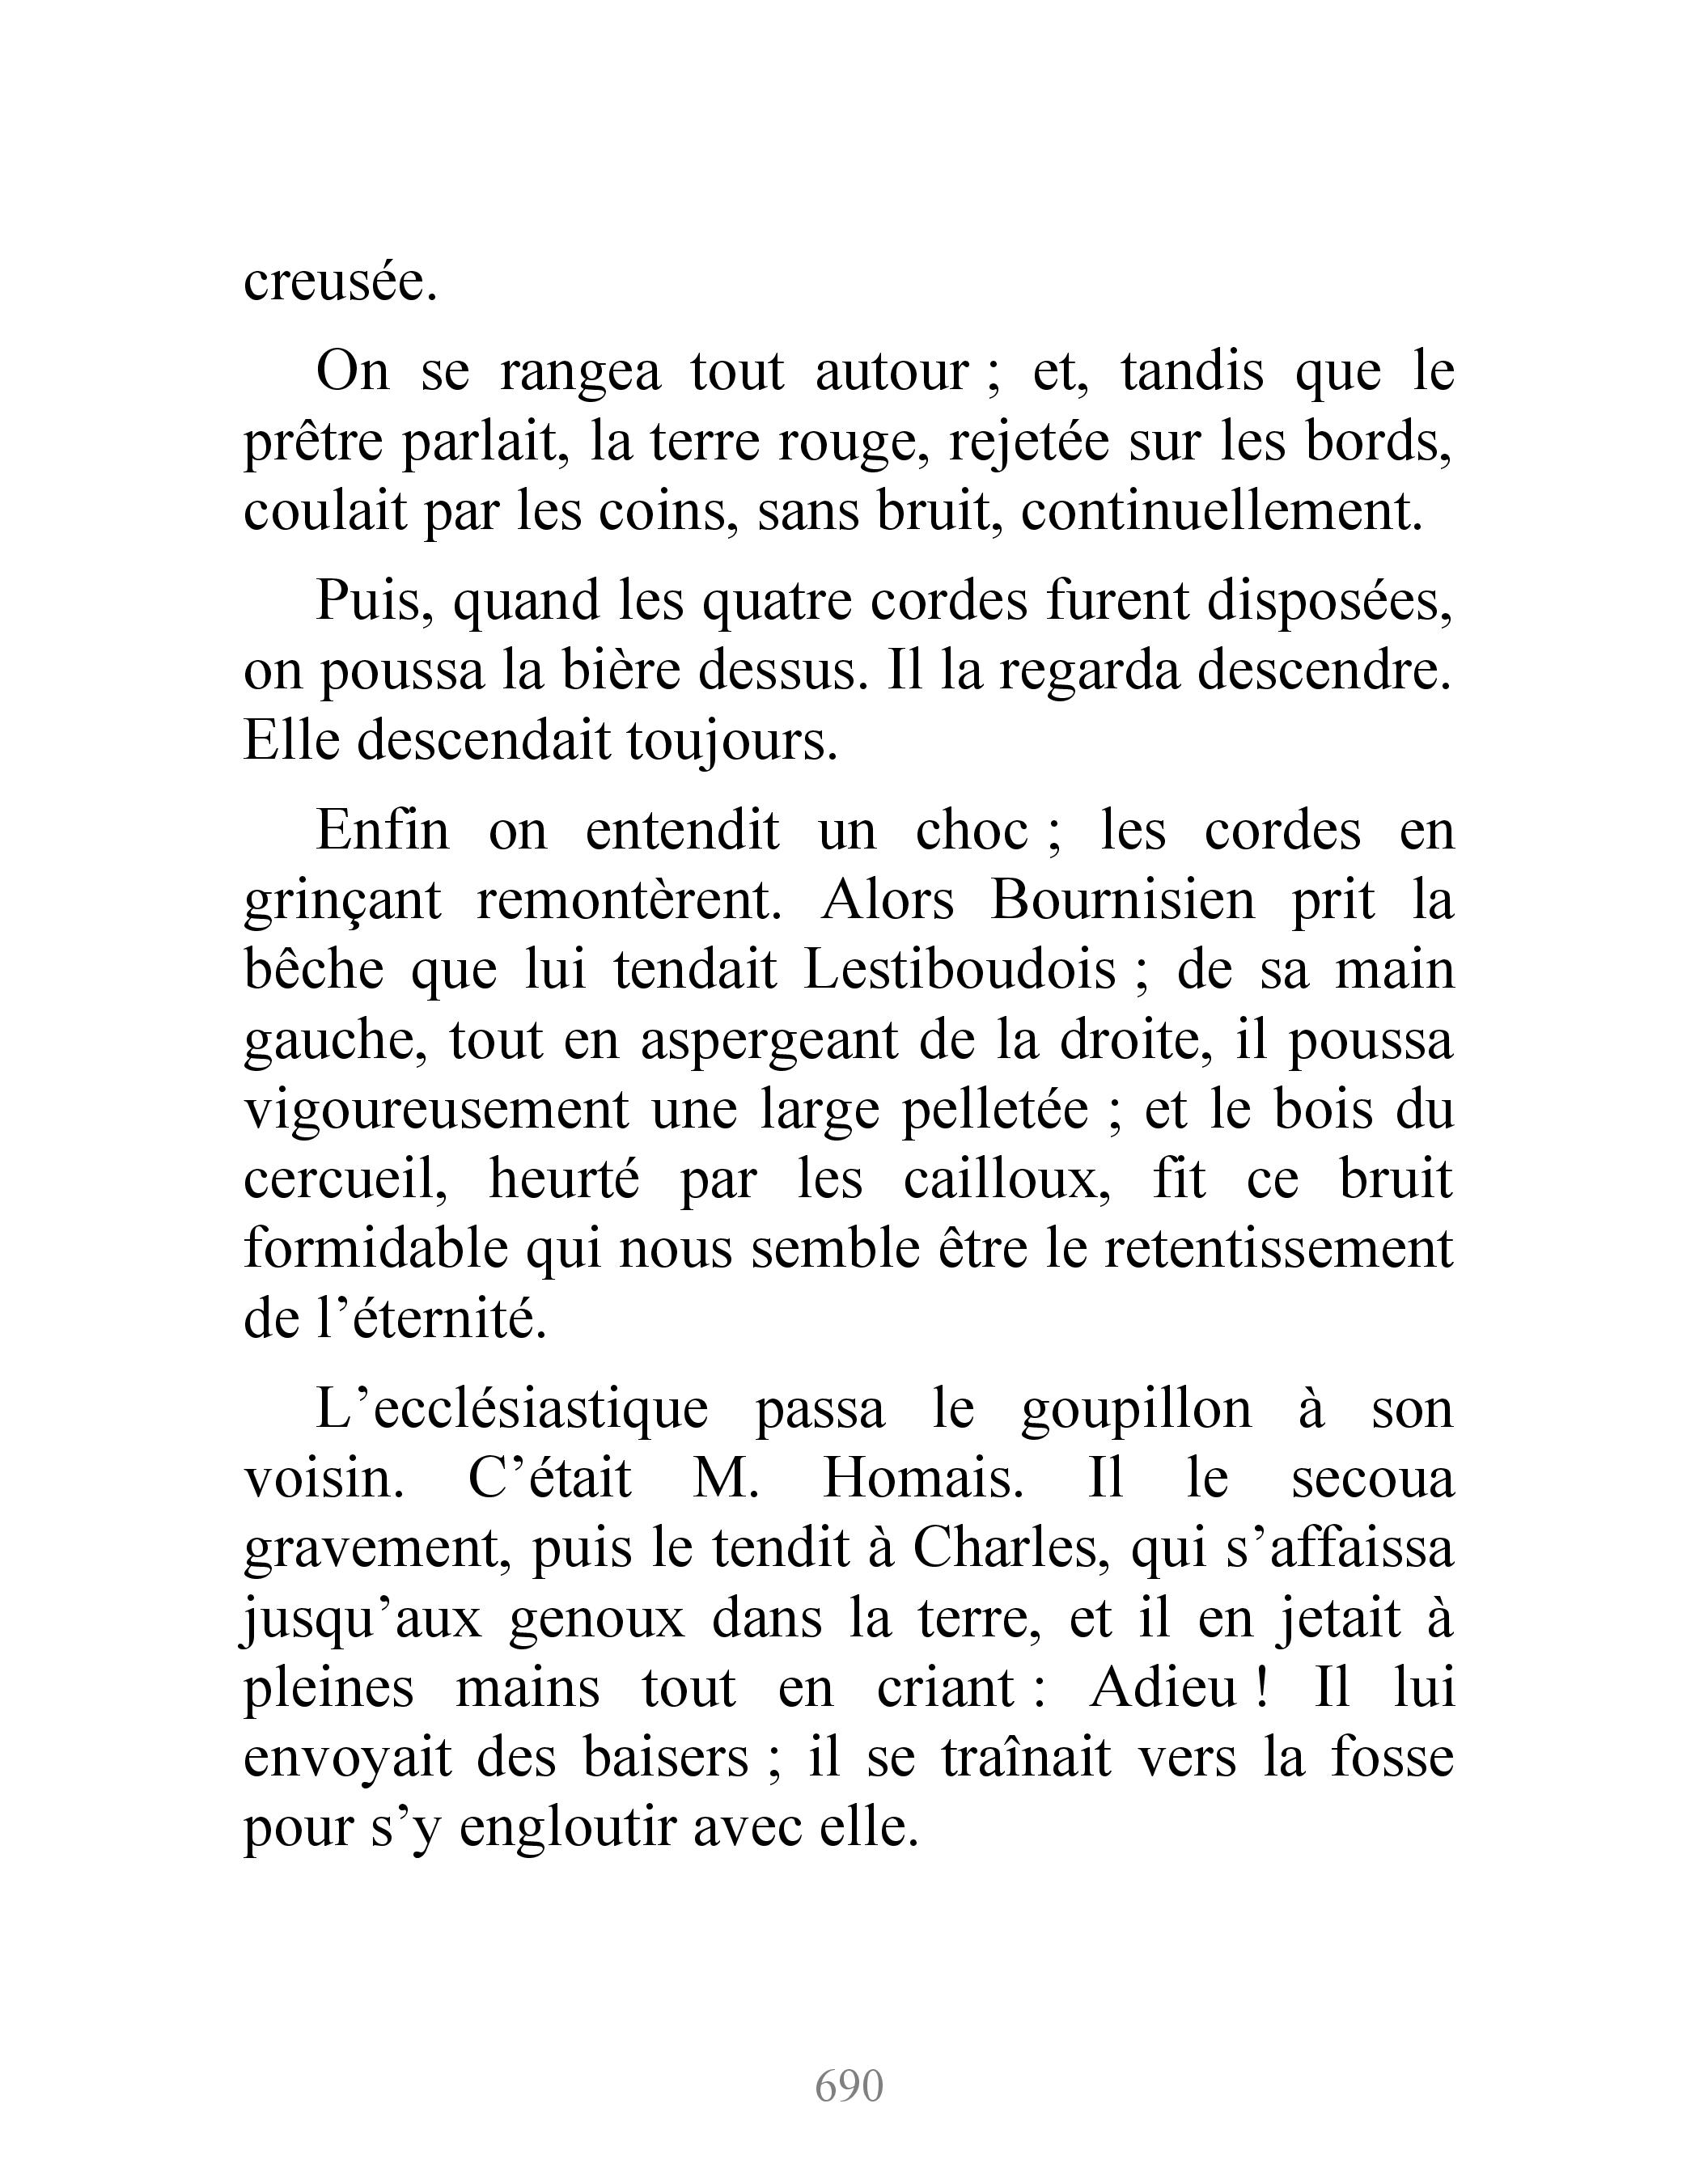 creusée.
On se rangea tout autour ; et, tandis que le
prêtre parlait, la terre rouge, rejetée sur les bords,
coulait par les coins, sans bruit, continuellement.
Puis, quand les quatre cordes furent disposées,
on poussa la bière dessus. Il la regarda descendre.
Elle descendait toujours.
Enfin on entendit un choc ; les cordes en
grinçant remontèrent. Alors Bournisien prit la
bêche que lui tendait Lestiboudois ; de sa main
gauche, tout en aspergeant de la droite, il poussa
vigoureusement une large pelletée ; et le bois du
cercueil, heurté par les cailloux, fit ce bruit
formidable qui nous semble être le retentissement
de l’éternité.
L’ecclésiastique passa le goupillon à son
voisin. C’était M. Homais. Il le secoua
gravement, puis le tendit à Charles, qui s’affaissa
jusqu’aux genoux dans la terre, et il en jetait à
pleines mains tout en criant : Adieu ! Il lui
envoyait des baisers ; il se traînait vers la fosse
pour s’y engloutir avec elle.
690